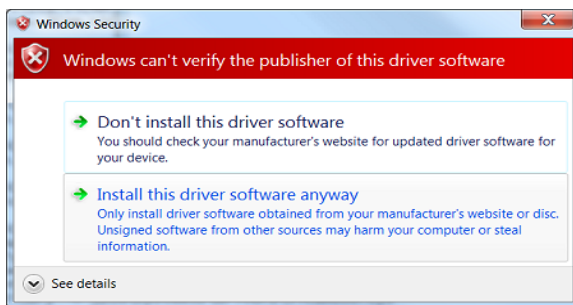 Windows Security
Windows can't verify the publisher of this driver software
Don't install this driver software
You should check your manufacturer's website for updated driver software for
your device.
Install this driver software anyway
Only install driver software obtained from your manufacturer's website or disc.
Unsigned software from other sources may harm your computer or steal
information.
See details